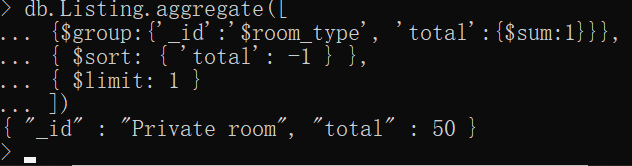 > db.Listing.aggregate([
... {$group:{'_id':'$room_type', 'total':{$sum:1}}},
... { $sort: { 'total': -1 } },
... { $limit: 1 }
... ])
{ "_id" : "Private room", "total" : 50 }
>